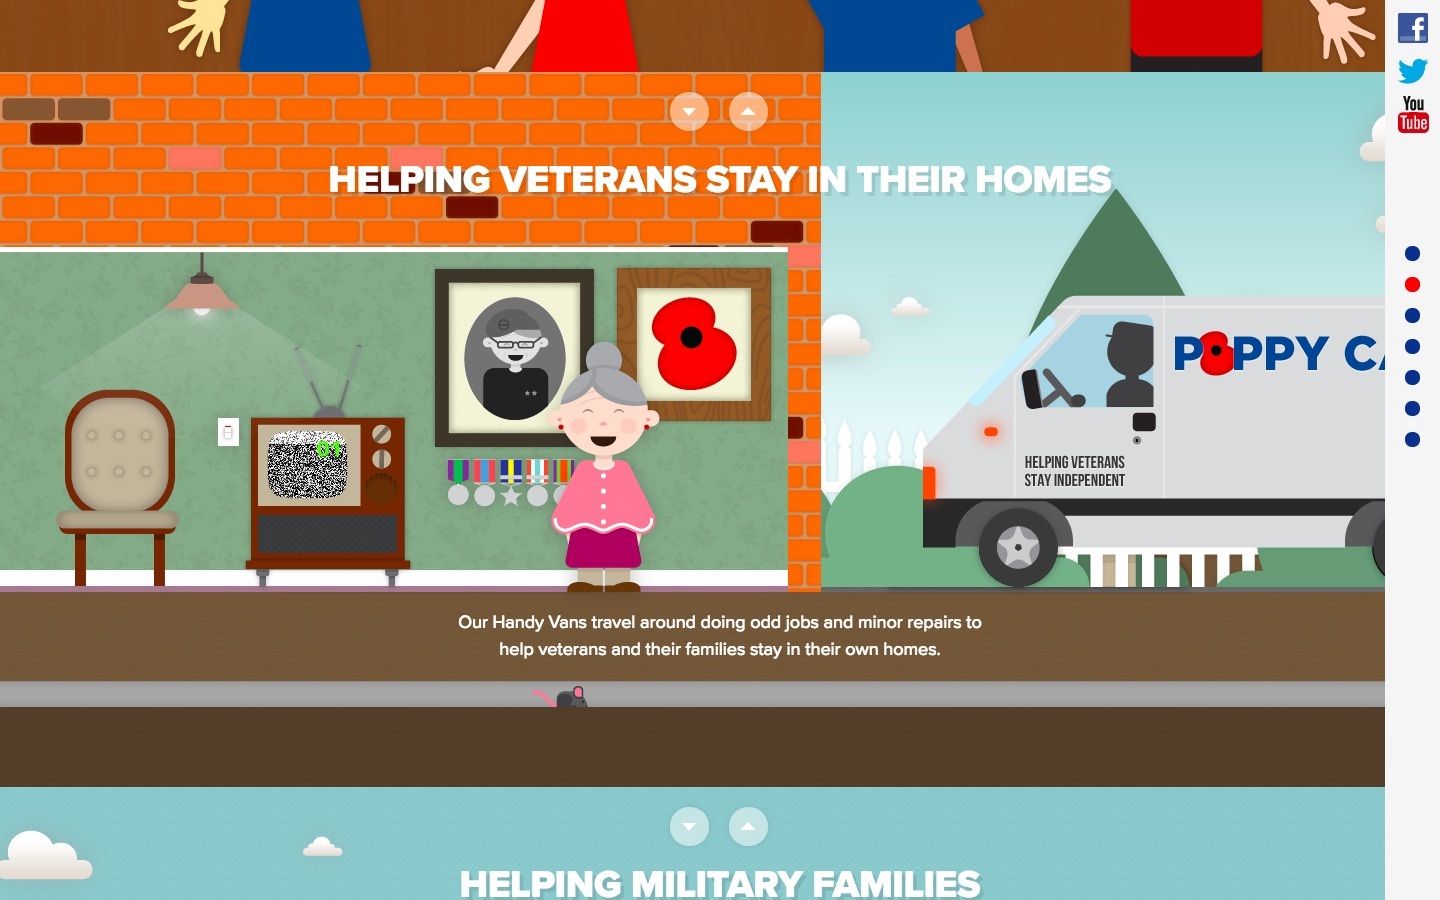 You
Tube
HELPING VETERANS STAY IN THEIR HOMES
01
POPPY CA
HELPING VETERANS
STAY INDEPENDENT
Our Handy Vans travel around doing odd jobs and minor repairs to
help veterans and their families stay in their own homes.
HELPING MILITARY FAMILIES